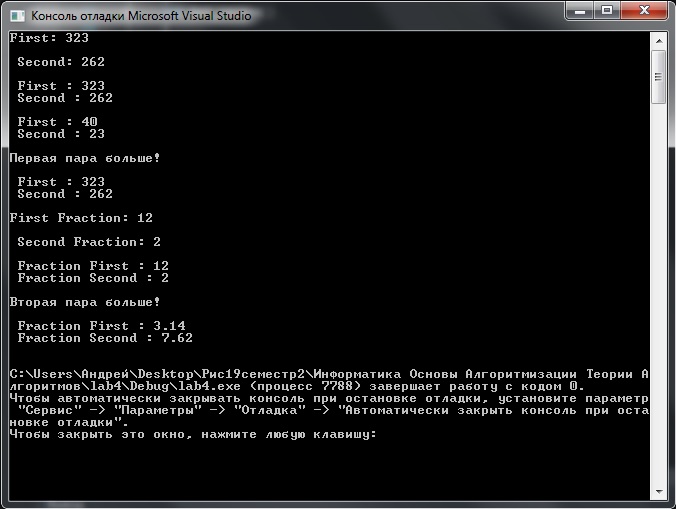 Консоль отладки Microsoft Visual Studio
First: 323
Second: 262
First : 323
Second : 262
First : 40
Second : 23
Первая пара больше!
First : 323
Second : 262
First Fraction: 12
Second Fraction: 2
Fraction First : 12
Fraction Second : 2
Вторая пара больше!
Fraction First : 3.14
Fraction Second : 7.62
C:\Users\Андрей\Desktop\Рис19семестр2\Информатика Основы Алгоритмизации Теории А
лгоритмов\lab4\Debug\lab4.exe (процесс 7788) завершает работу с кодом 0.
Чтобы автоматически закрывать консоль при остановке отладки, установите параметр
"Сервис" -> "Параметры" -> "Отладка" -> "Автоматически закрыть консоль при оста
новке отладки".
Чтобы закрыть это окно, нажмите любую клавишу: